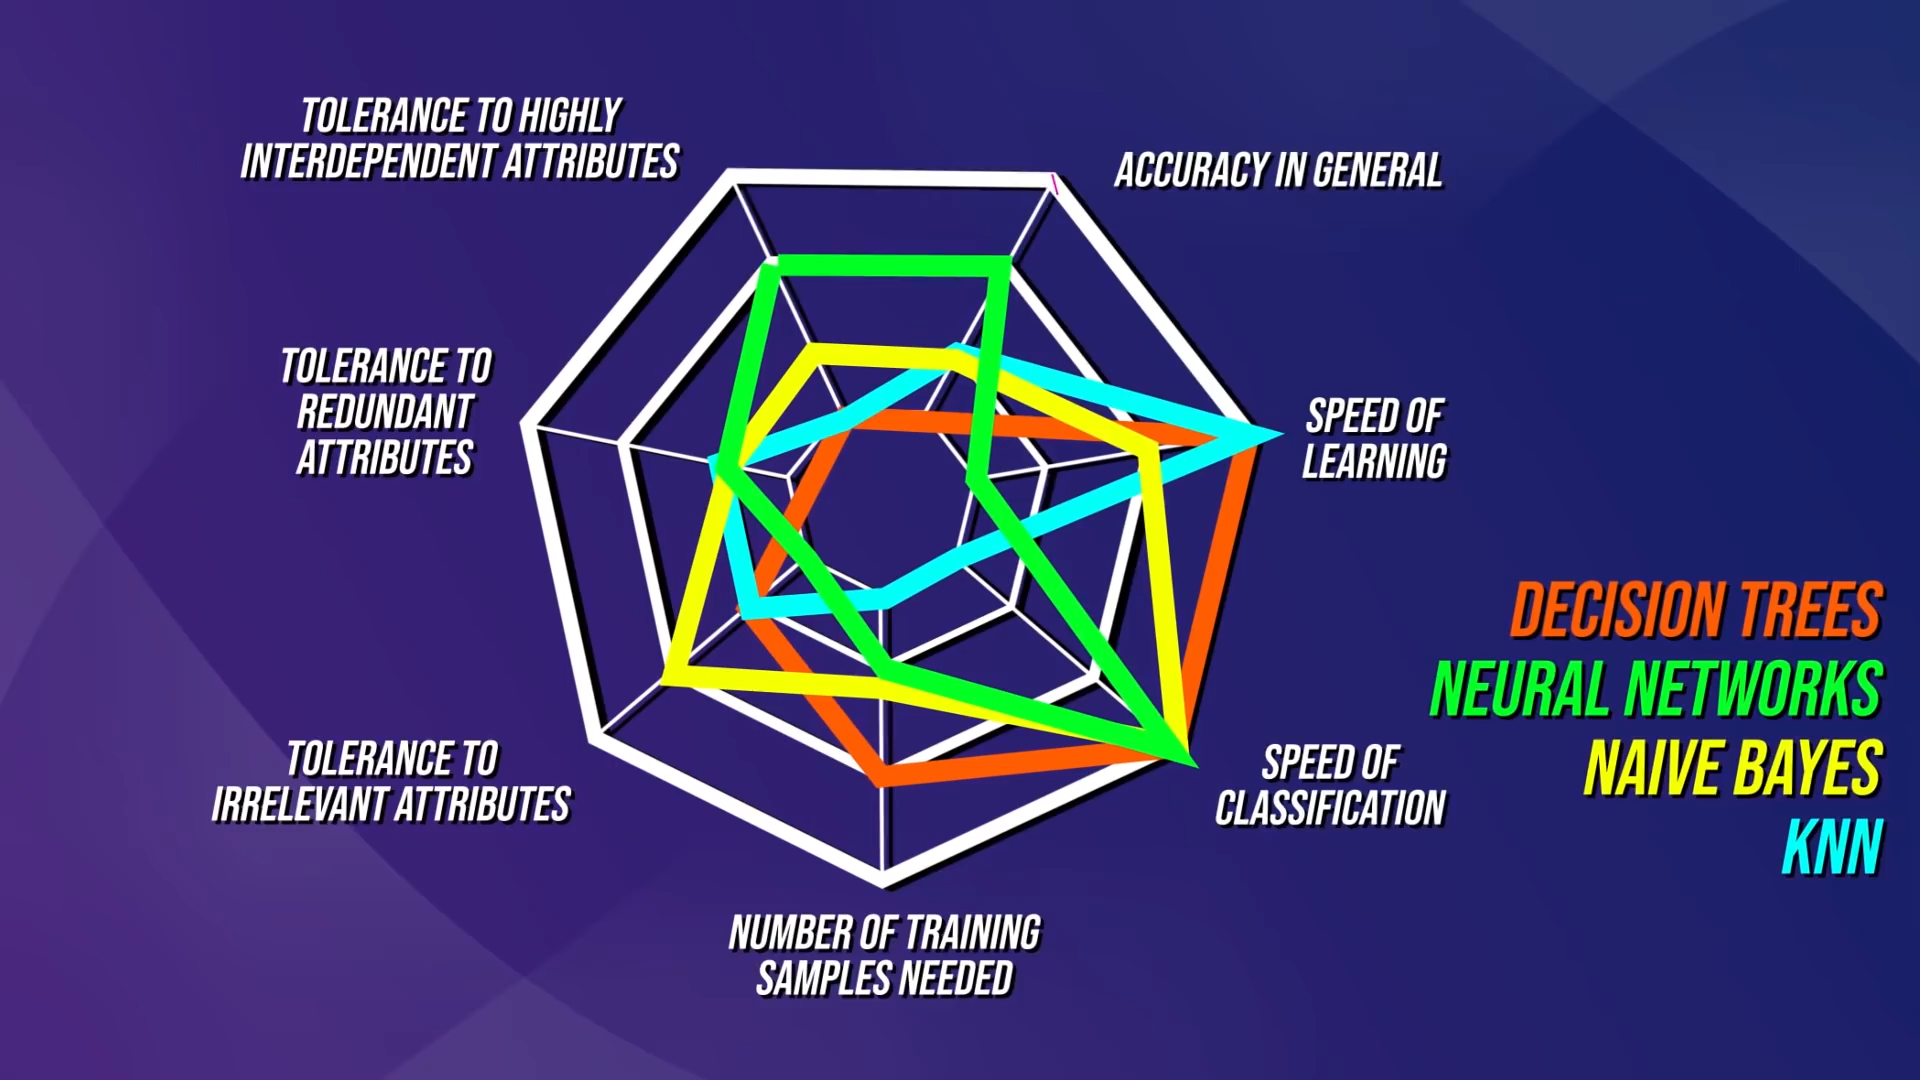 TOLERANCE TO HIGHLY
INTERDEPENDENT ATTRIBUTES
ACCURACY IN GENERAL
TOLERANCE TO
REDUNDANT
ATTRIBUTES
SPEED OF
LEARNING
DECISION TREES
NEURAL NETWORKS
NAIVE BAYES
KNN
TOLERANCE TO
IRRELEVANT ATTRIBUTES
SPEED OF
CLASSIFICATION
NUMBER OF TRAINING
SAMPLES NEEDED